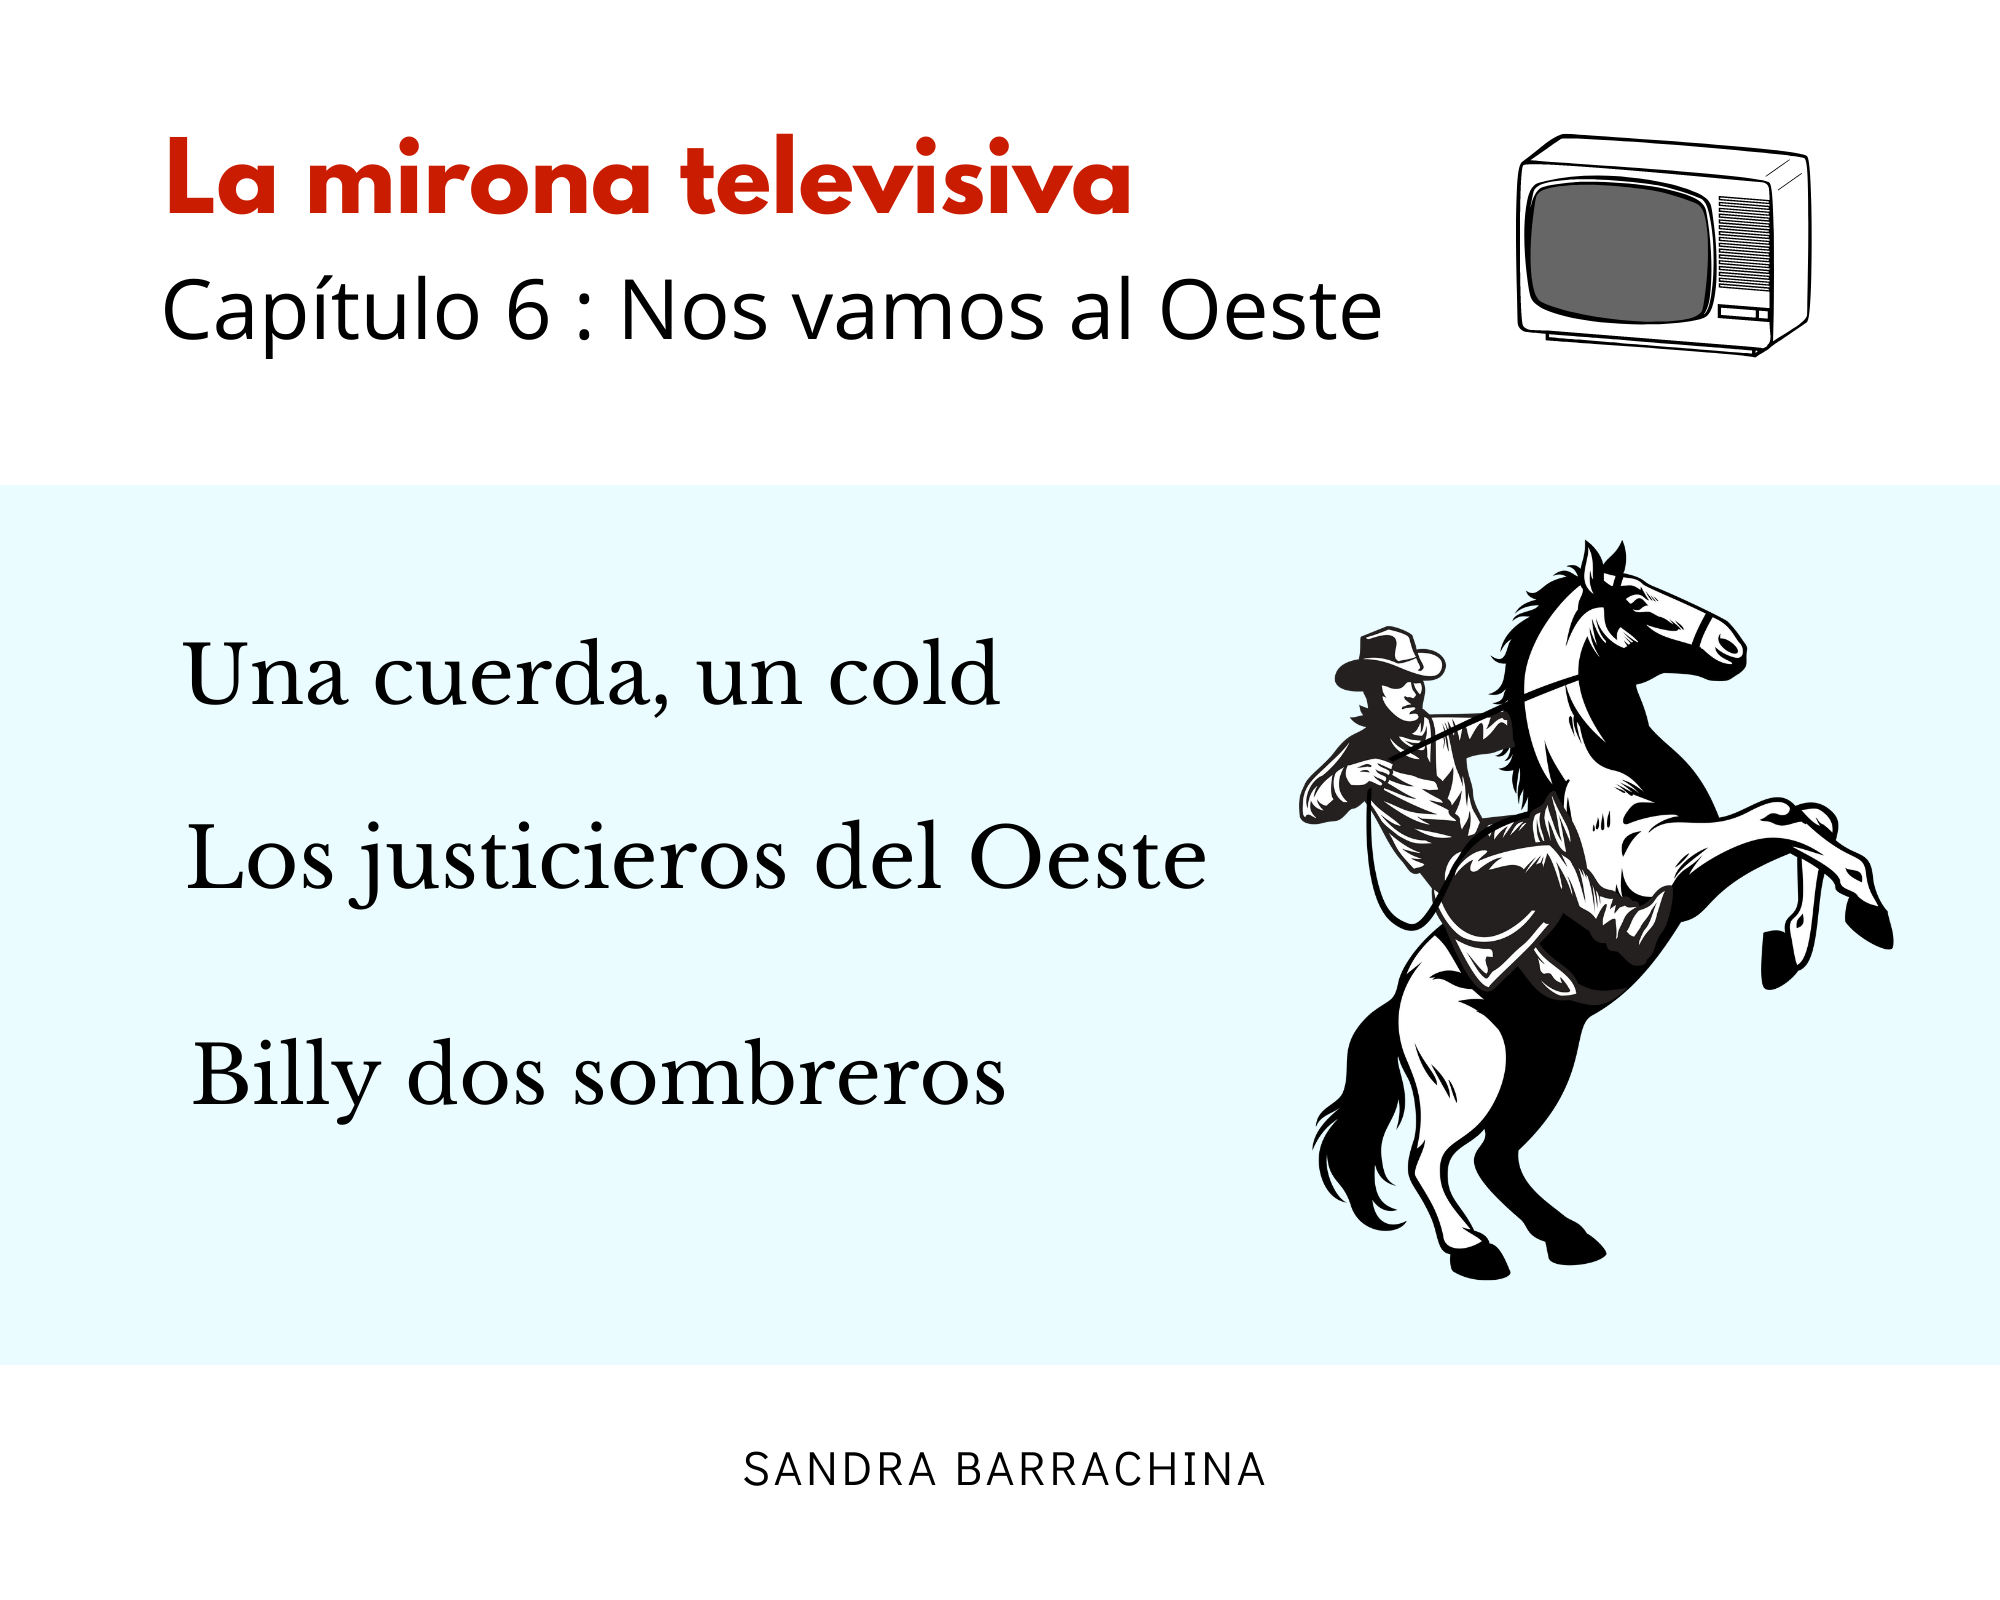 La mirona televisiva
Capítulo 6 : Nos vamos al Oeste
Una cuerda, un cold
Los justicieros del Oeste
Billy dos sombreros
SANDRA BARRACHINA